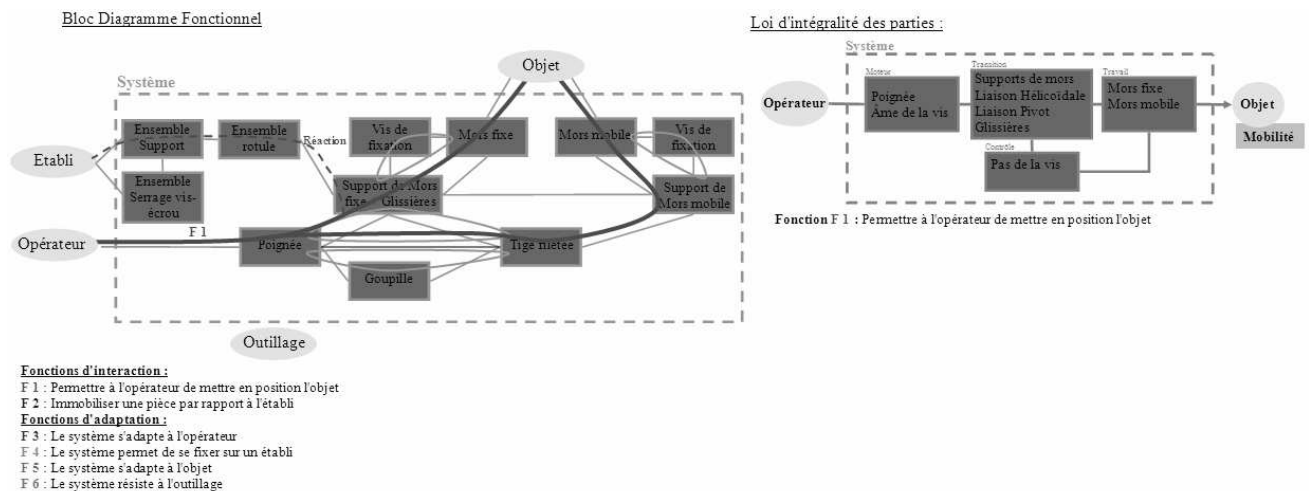 Bloc Diagramme Fonctionnel
Objet
Système
Ensemble
Support
Ensemble
rotule
Réaction
Vis de
fixation
Mors fixe
Mors mobile
Vis de
fixation
Etabli
Ensemble
Serrage vis-
écrou
Support de Mors
fixe Glissières
Support de
Mors mobile
F 1
Opérateur
Poignée
Tige filetée
Goupille
Outillage
Fonctions d'interaction :
F 1 : Permettre à l'opérateur de mettre en position l'objet
F 2 : Immobiliser une pièce par rapport à l'établi
Fonctions d'adaptation :
F 3 : Le système s'adapte à l'opérateur
F 4 : Le système permet de se fixer sur un établi
F 5 : Le système s'adapte à l'objet
F 6 : Le système résiste à l'outillage
Loi d'intégralité des parties :
Système
Moteur
Transition
Travail
Opérateur
Poignée
Âme de la vis
Supports de mors
Liaison Hélicoïdale
Liaison Pivot
Glissières
Mors fixe
Mors mobile
Objet
Mobilité
Contrôle
Pas de la vis
Fonction F 1 : Permettre à l'opérateur de mettre en position l'objet